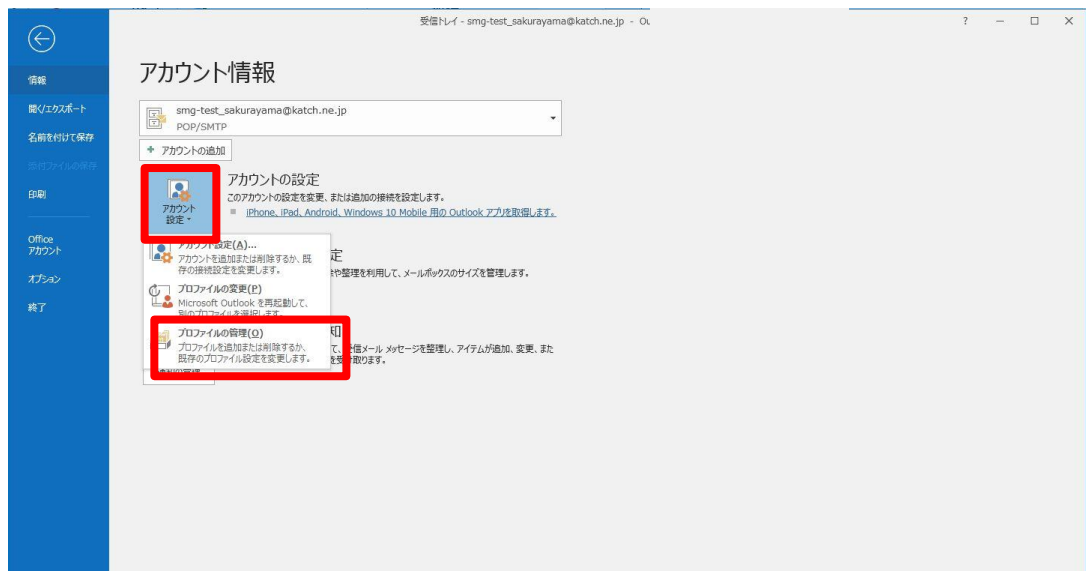 受信トレイ - smg-test_sakurayama@katch.ne.jp - Ou
?
アカウント情報
情報
開く/エクスポート
名前を付けて保存
添付ファイルの保存
印刷
Office
アカウント
オプション
終了
smg-test_sakurayama@katch.ne.jp
POP/SMTP
アカウントの追加
アカウント
設定
アカウントの設定
このアカウントの設定を変更、または追加の接続を設定します。
iPhone、iPad、Android、Windows 10 Mobile 用の Outlook アプリを取得します。
アカウント設定(A)...
アカウントを追加または削除するか、既
存の接続設定を変更します。
定
や整理を利用して、メールボックスのサイズを管理します。
プロファイルの変更(P)
Microsoft Outlook を再起動して、
別のプロファイルを選択します。
プロファイルの管理(O)
プロファイルを追加または削除するか、
既存のプロファイル設定を変更します。
て、受信メール メッセージを整理し、アイテムが追加、変更、また
を受け取ります。